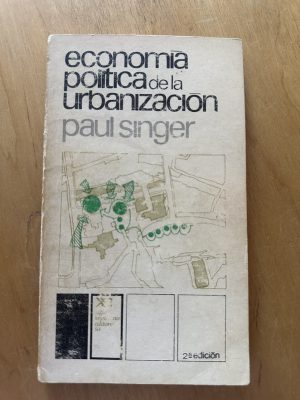 economía
política de la
urbanización
paul singer
2ª edición